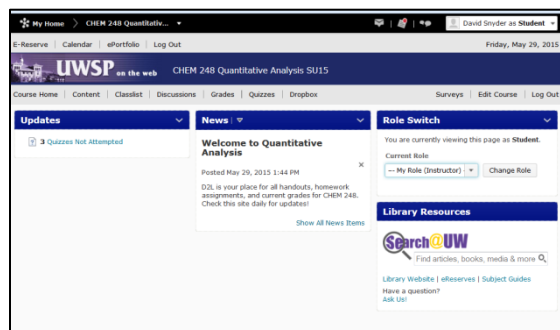 My Home > CHEM 248 Quantitativ...
David Snyder as Student
E-Reserve | Calendar | ePortfolio | Log Out
Friday, May 29, 2015
UWSP on the web
CHEM 248 Quantitative Analysis SU15
Course Home | Content | Classlist | Discussions | Grades | Quizzes | Dropbox
Surveys | Edit Course | Log Out
Updates
3 Quizzes Not Attempted
News
Welcome to Quantitative
Analysis
Posted May 29, 2015 1:44 PM
D2L is your place for all handouts, homework
assignments, and current grades for CHEM 248.
Check this site daily for updates!
Show All News Items
Role Switch
You are currently viewing this page as Student.
Current Role
-- My Role (Instructor)
Change Role
Library Resources
Search@UW
Find articles, books, media & more
Library Website | eReserves | Subject Guides
Have a question?
Ask Us!